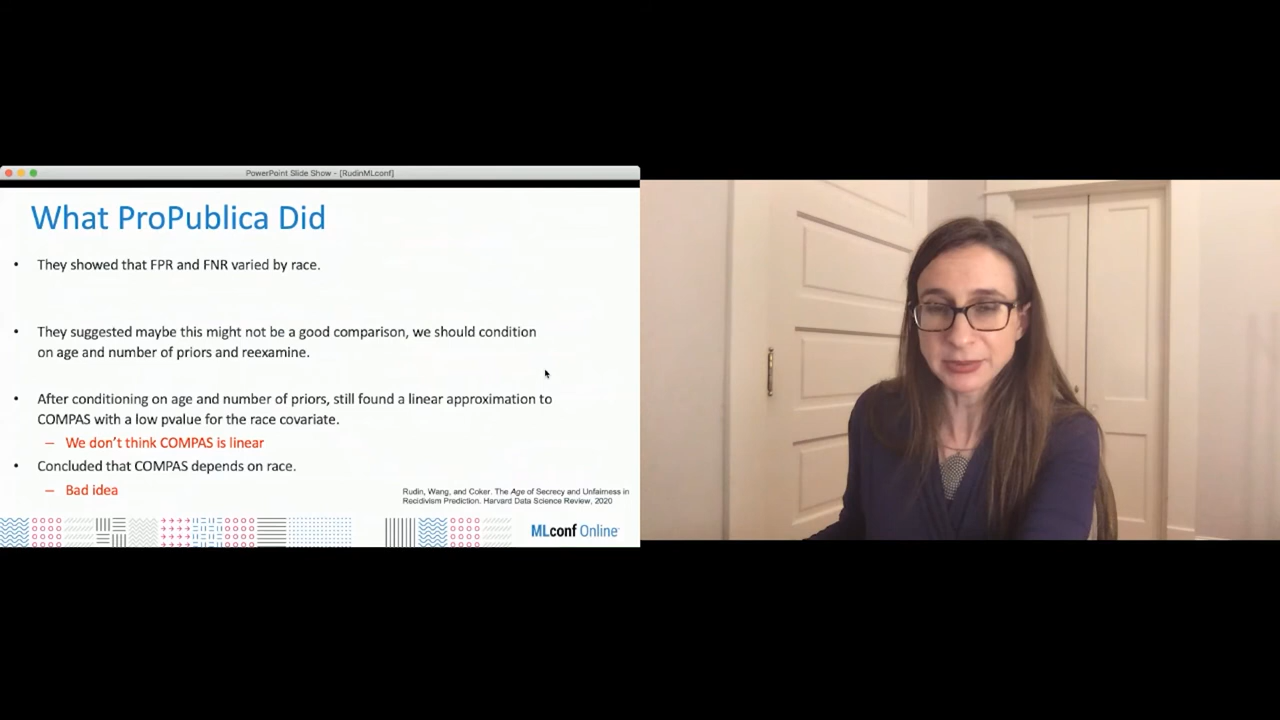 PowerPoint Slide Show - [RudinMLconf]
What ProPublica Did
• They showed that FPR and FNR varied by race.
• They suggested maybe this might not be a good comparison, we should condition
on age and number of priors and reexamine.
• After conditioning on age and number of priors, still found a linear approximation to
COMPAS with a low pvalue for the race covariate.
– We don't think COMPAS is linear
• Concluded that COMPAS depends on race.
– Bad idea
Rudin, Wang, and Coker. The Age of Secrecy and Unfairness in
Recidivism Prediction. Harvard Data Science Review, 2020
MLconf Online